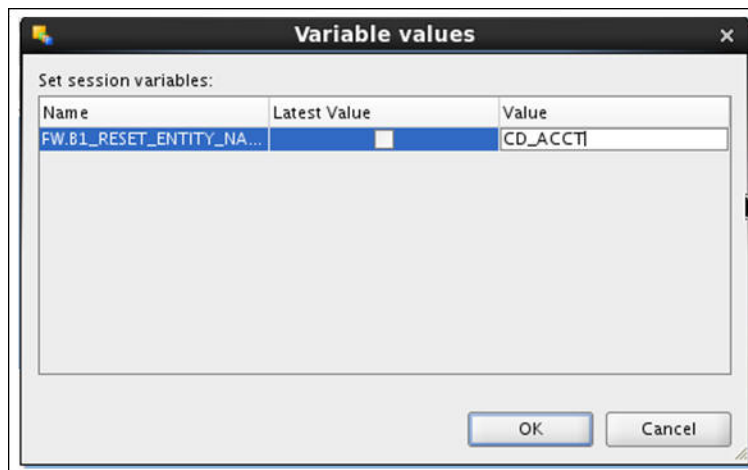 Variable values
Set session variables:
Name Latest Value Value
FW.B1_RESET_ENTITY_NA... CD_ACCT
OK Cancel